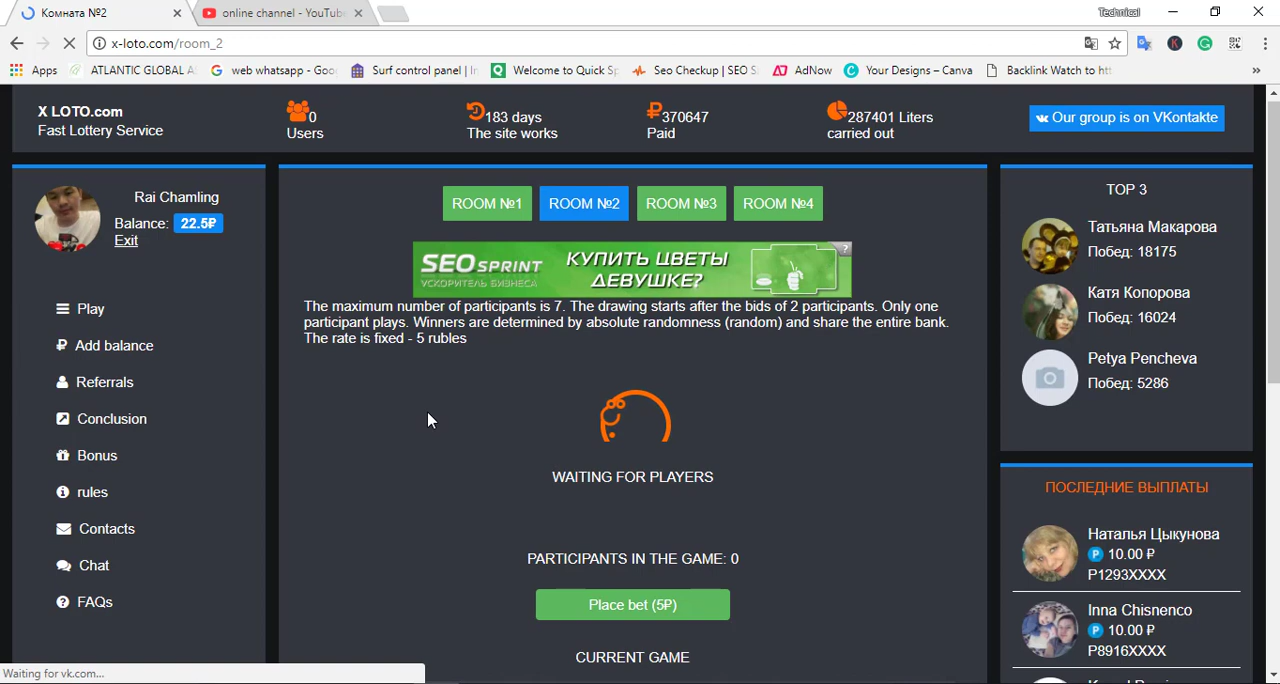 Комната №2
online channel - YouTube
Technical
x-loto.com/room_2
Apps
ATLANTIC GLOBAL A
web whatsapp - Goo
Surf control panel | In
Welcome to Quick Sp
Seo Checkup | SEO S
AdNow
Your Designes – Canva
Backlink Watch to htt
»
X LOTO.com
Fast Lottery Service
0
Users
183 days
The site works
370647
Paid
287401 Liters
carried out
Our group is on VKontakte
Rai Chamling
Balance: 22.5₽
Exit
Play
Add balance
Referrals
Conclusion
Bonus
rules
Contacts
Chat
FAQs
ROOM №1 ROOM №2 ROOM №3 ROOM №4
SEO SPRINT
УСКОРИТЕЛЬ БИЗНЕСА
КУПИТЬ ЦВЕТЫ
ДЕВУШКЕ?
?
The maximum number of participants is 7. The drawing starts after the bids of 2 participants. Only one
participant plays. Winners are determined by absolute randomness (random) and share the entire bank.
The rate is fixed - 5 rubles
WAITING FOR PLAYERS
PARTICIPANTS IN THE GAME: 0
Place bet (5₽)
CURRENT GAME
TOP 3
Татьяна Макарова
Побед: 18175
Катя Копорова
Побед: 16024
Petya Pencheva
Побед: 5286
ПОСЛЕДНИЕ ВЫПЛАТЫ
Наталья Цыкунова
10.00 ₽
P1293XXXX
Inna Chisnenco
10.00 ₽
P8916XXXX
Waiting for vk.com...